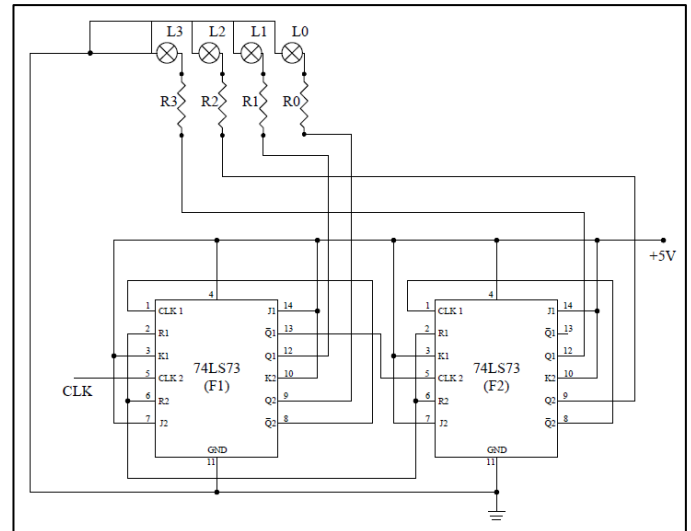 L3 L2 L1 L0
R3 R2 R1 R0
+5V
4 4
1 CLK 1 J1 14 1 CLK 1 J1 14
2 R1 Q̅1 13 2 R1 Q̅1 13
3 K1 Q1 12 3 K1 Q1 12
74LS73 74LS73
(F1) (F2)
CLK 5 CLK 2 K2 10 5 CLK 2 K2 10
6 R2 Q2 9 6 R2 Q2 9
7 J2 Q̅2 8 7 J2 Q̅2 8
GND GND
11 11